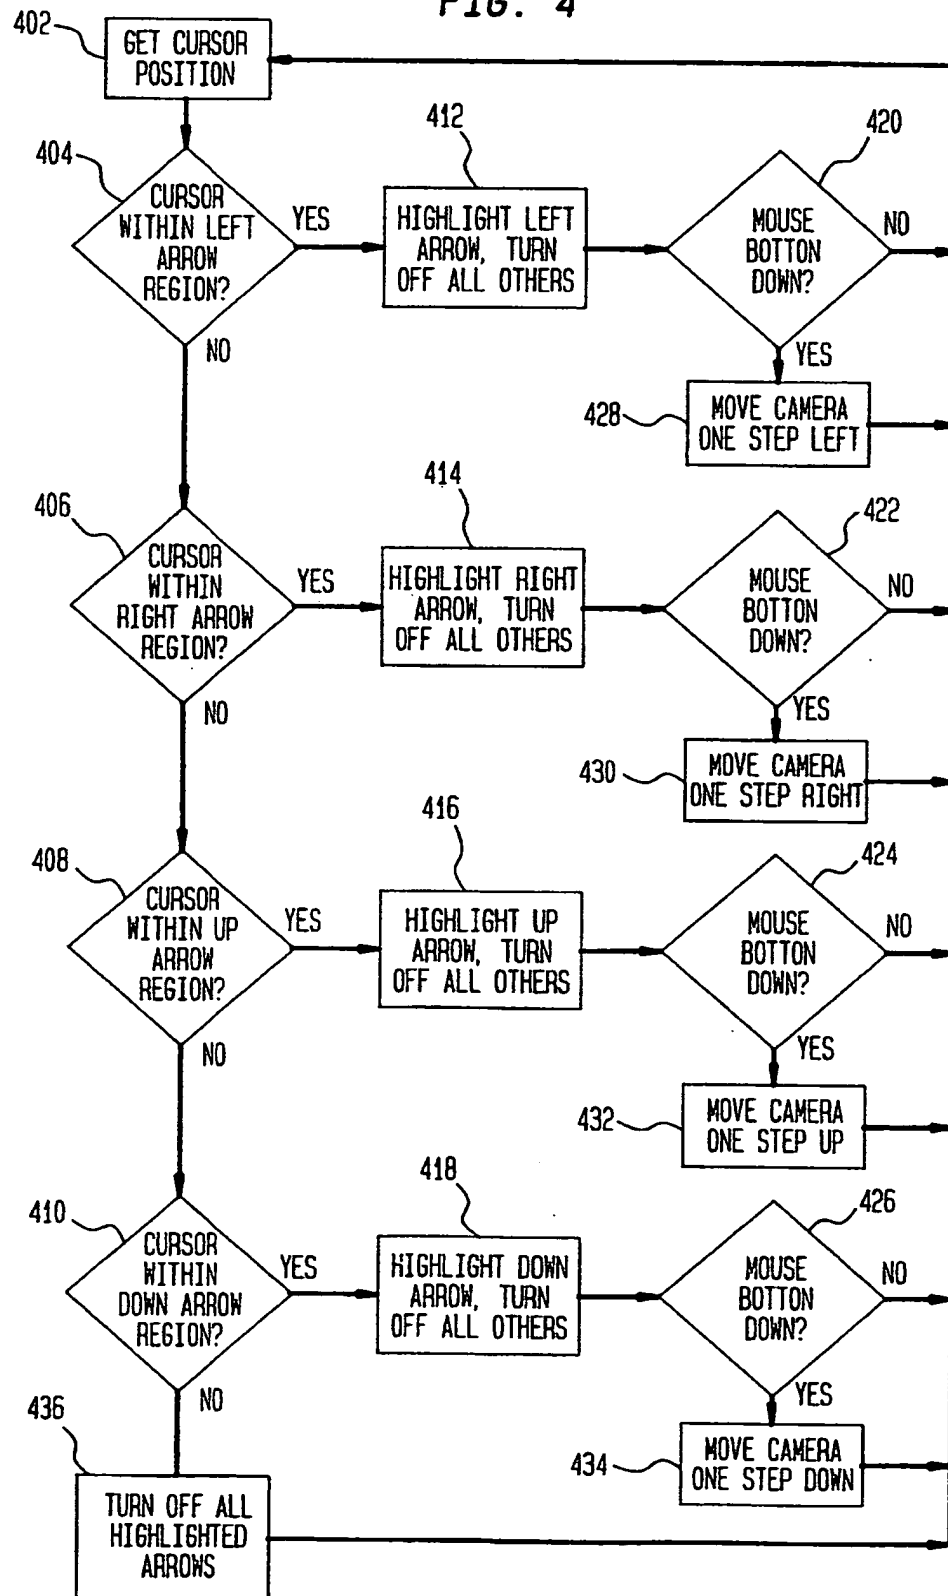 FIG. 4
402
GET CURSOR
POSITION
404
CURSOR
WITHIN LEFT
ARROW
REGION?
YES
NO
412
HIGHLIGHT LEFT
ARROW, TURN
OFF ALL OTHERS
420
MOUSE
BOTTON
DOWN?
NO
YES
428
MOVE CAMERA
ONE STEP LEFT
406
CURSOR
WITHIN
RIGHT ARROW
REGION?
YES
NO
414
HIGHLIGHT RIGHT
ARROW, TURN
OFF ALL OTHERS
422
MOUSE
BOTTON
DOWN?
NO
YES
430
MOVE CAMERA
ONE STEP RIGHT
408
CURSOR
WITHIN UP
ARROW
REGION?
YES
NO
416
HIGHLIGHT UP
ARROW, TURN
OFF ALL OTHERS
424
MOUSE
BOTTON
DOWN?
NO
YES
432
MOVE CAMERA
ONE STEP UP
410
CURSOR
WITHIN
DOWN ARROW
REGION?
YES
NO
418
HIGHLIGHT DOWN
ARROW, TURN
OFF ALL OTHERS
426
MOUSE
BOTTON
DOWN?
NO
YES
434
MOVE CAMERA
ONE STEP DOWN
436
TURN OFF ALL
HIGHLIGHTED
ARROWS